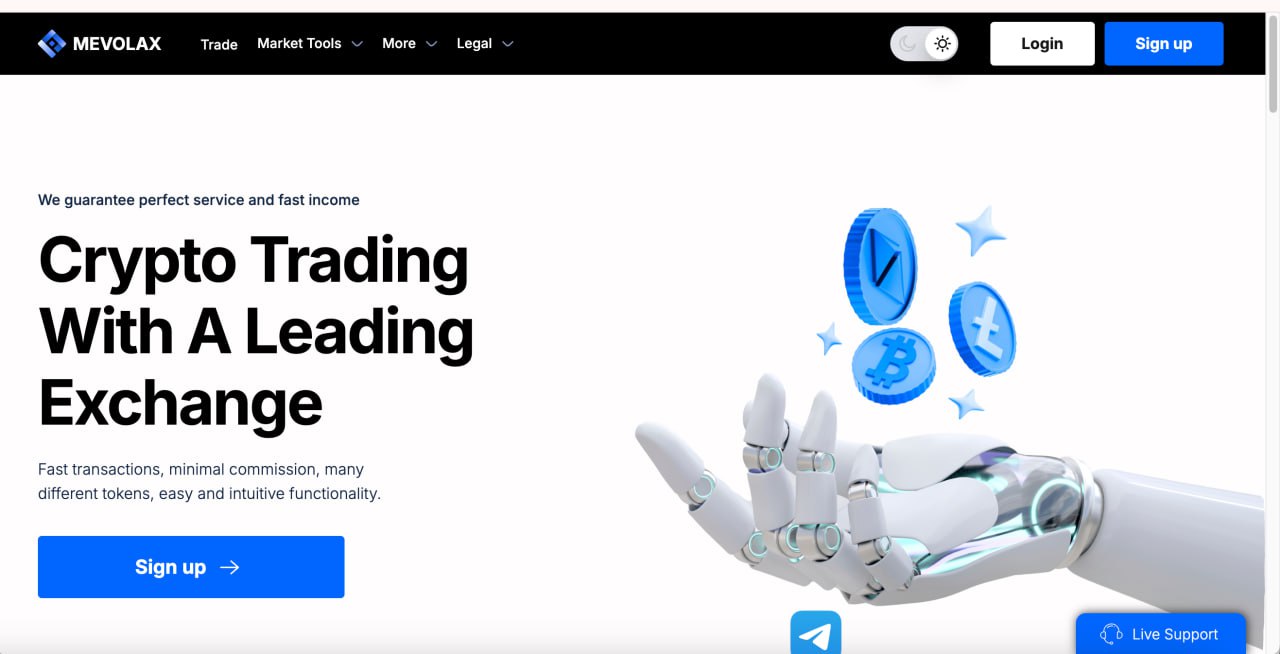 MEVOLAX
Trade
Market Tools
More
Legal
Login
Sign up
We guarantee perfect service and fast income
Crypto Trading
With A Leading
Exchange
Fast transactions, minimal commission, many
different tokens, easy and intuitive functionality.
Sign up →
Live Support